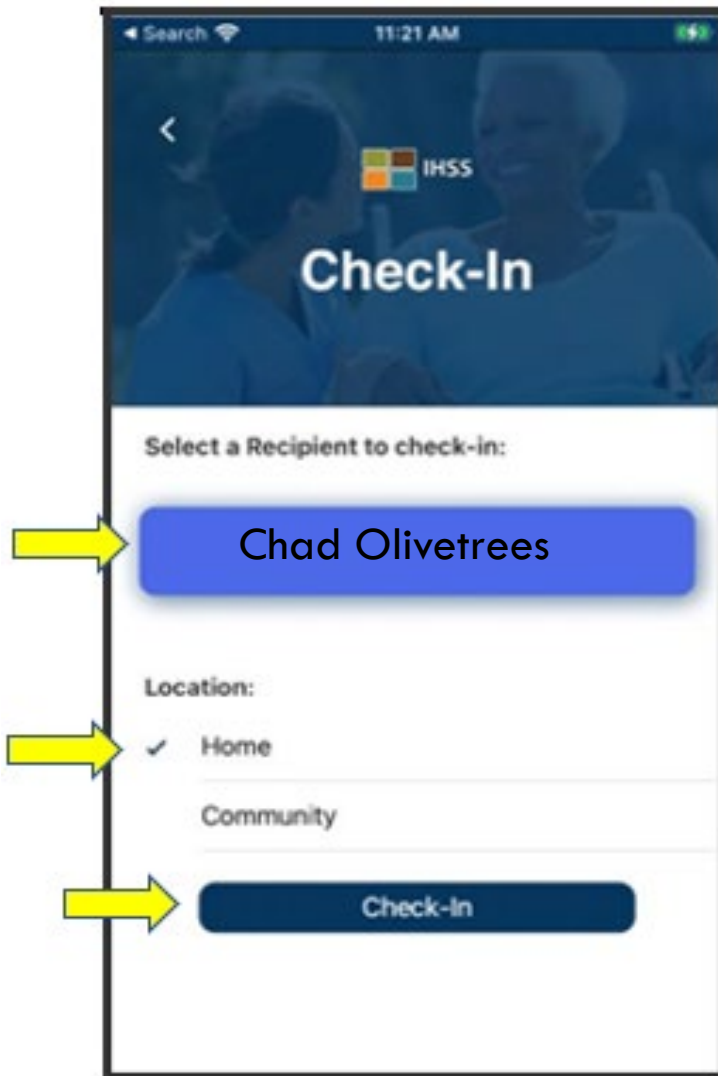 ◄ Search 11:21 AM
IHSS
Check-In
Select a Recipient to check-in:
Chad Olivetrees
Location:
✓ Home
Community
Check-In